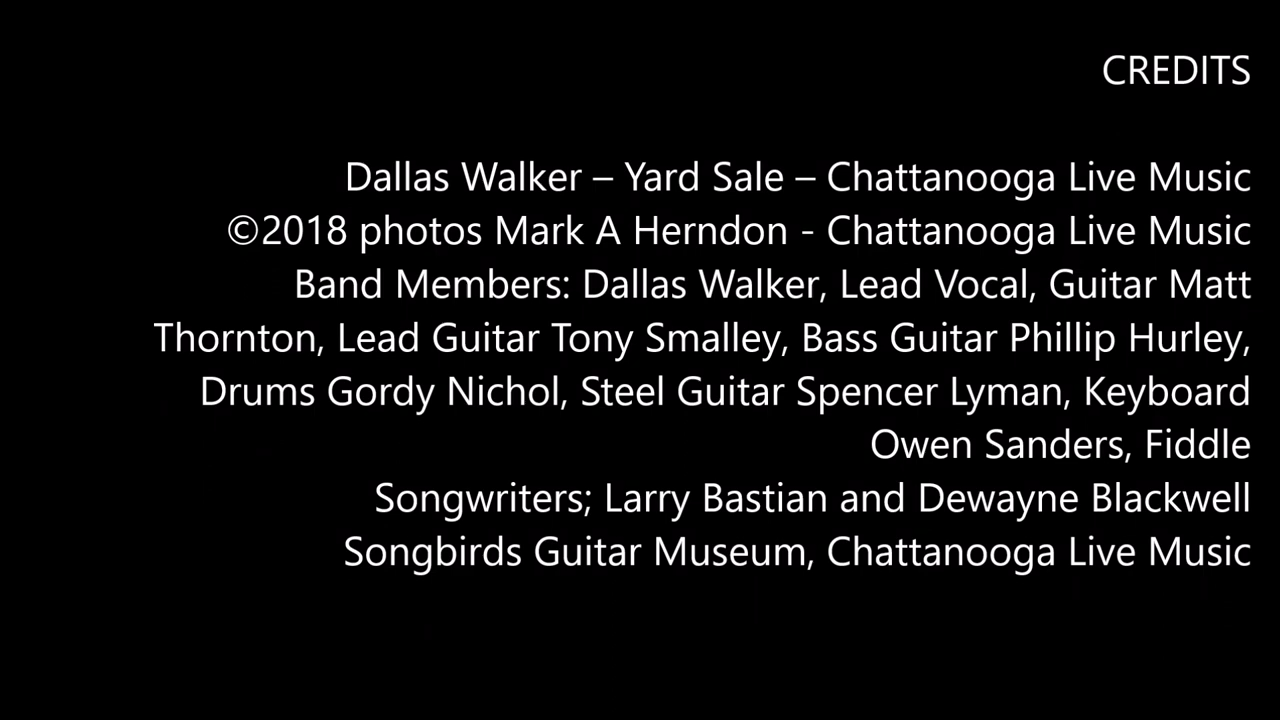 CREDITS
Dallas Walker – Yard Sale – Chattanooga Live Music
©2018 photos Mark A Herndon - Chattanooga Live Music
Band Members: Dallas Walker, Lead Vocal, Guitar Matt
Thornton, Lead Guitar Tony Smalley, Bass Guitar Phillip Hurley,
Drums Gordy Nichol, Steel Guitar Spencer Lyman, Keyboard
Owen Sanders, Fiddle
Songwriters; Larry Bastian and Dewayne Blackwell
Songbirds Guitar Museum, Chattanooga Live Music